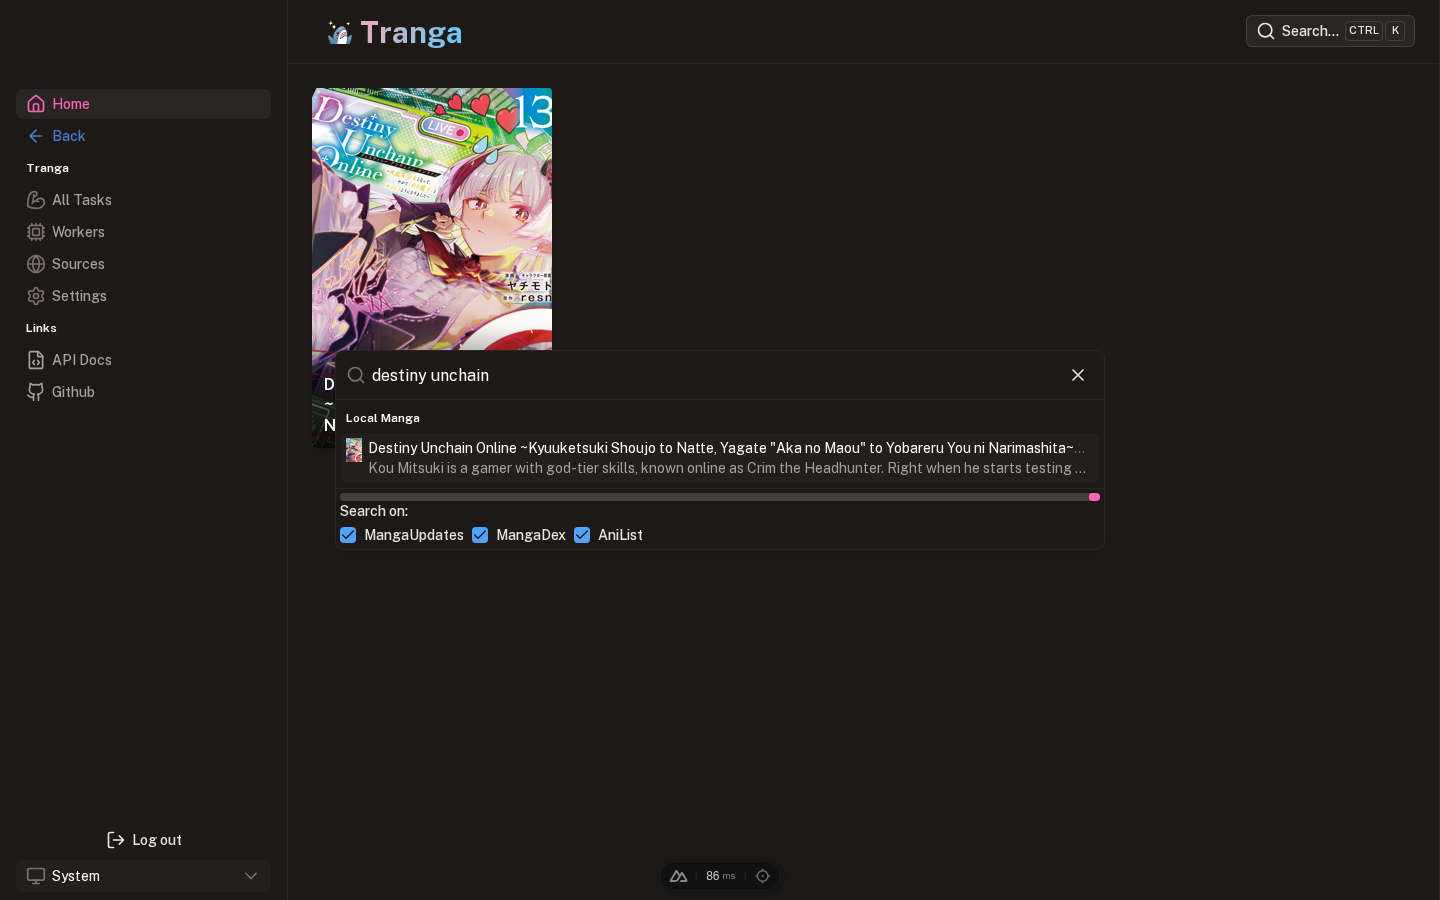 Tranga
Search...
CTRL
K
Home
Back
Tranga
All Tasks
Workers
Sources
Settings
Links
API Docs
Github
Destiny
Unchain
Online
LIVE
13
ヤチモト
resn
destiny unchain
Local Manga
Destiny Unchain Online ~Kyuuketsuki Shoujo to Natte, Yagate "Aka no Maou" to Yobareru You ni Narimashita~...
Kou Mitsuki is a gamer with god-tier skills, known online as Crim the Headhunter. Right when he starts testing ...
Search on:
MangaUpdates
MangaDex
AniList
D
~
N
Log out
System
86 ms